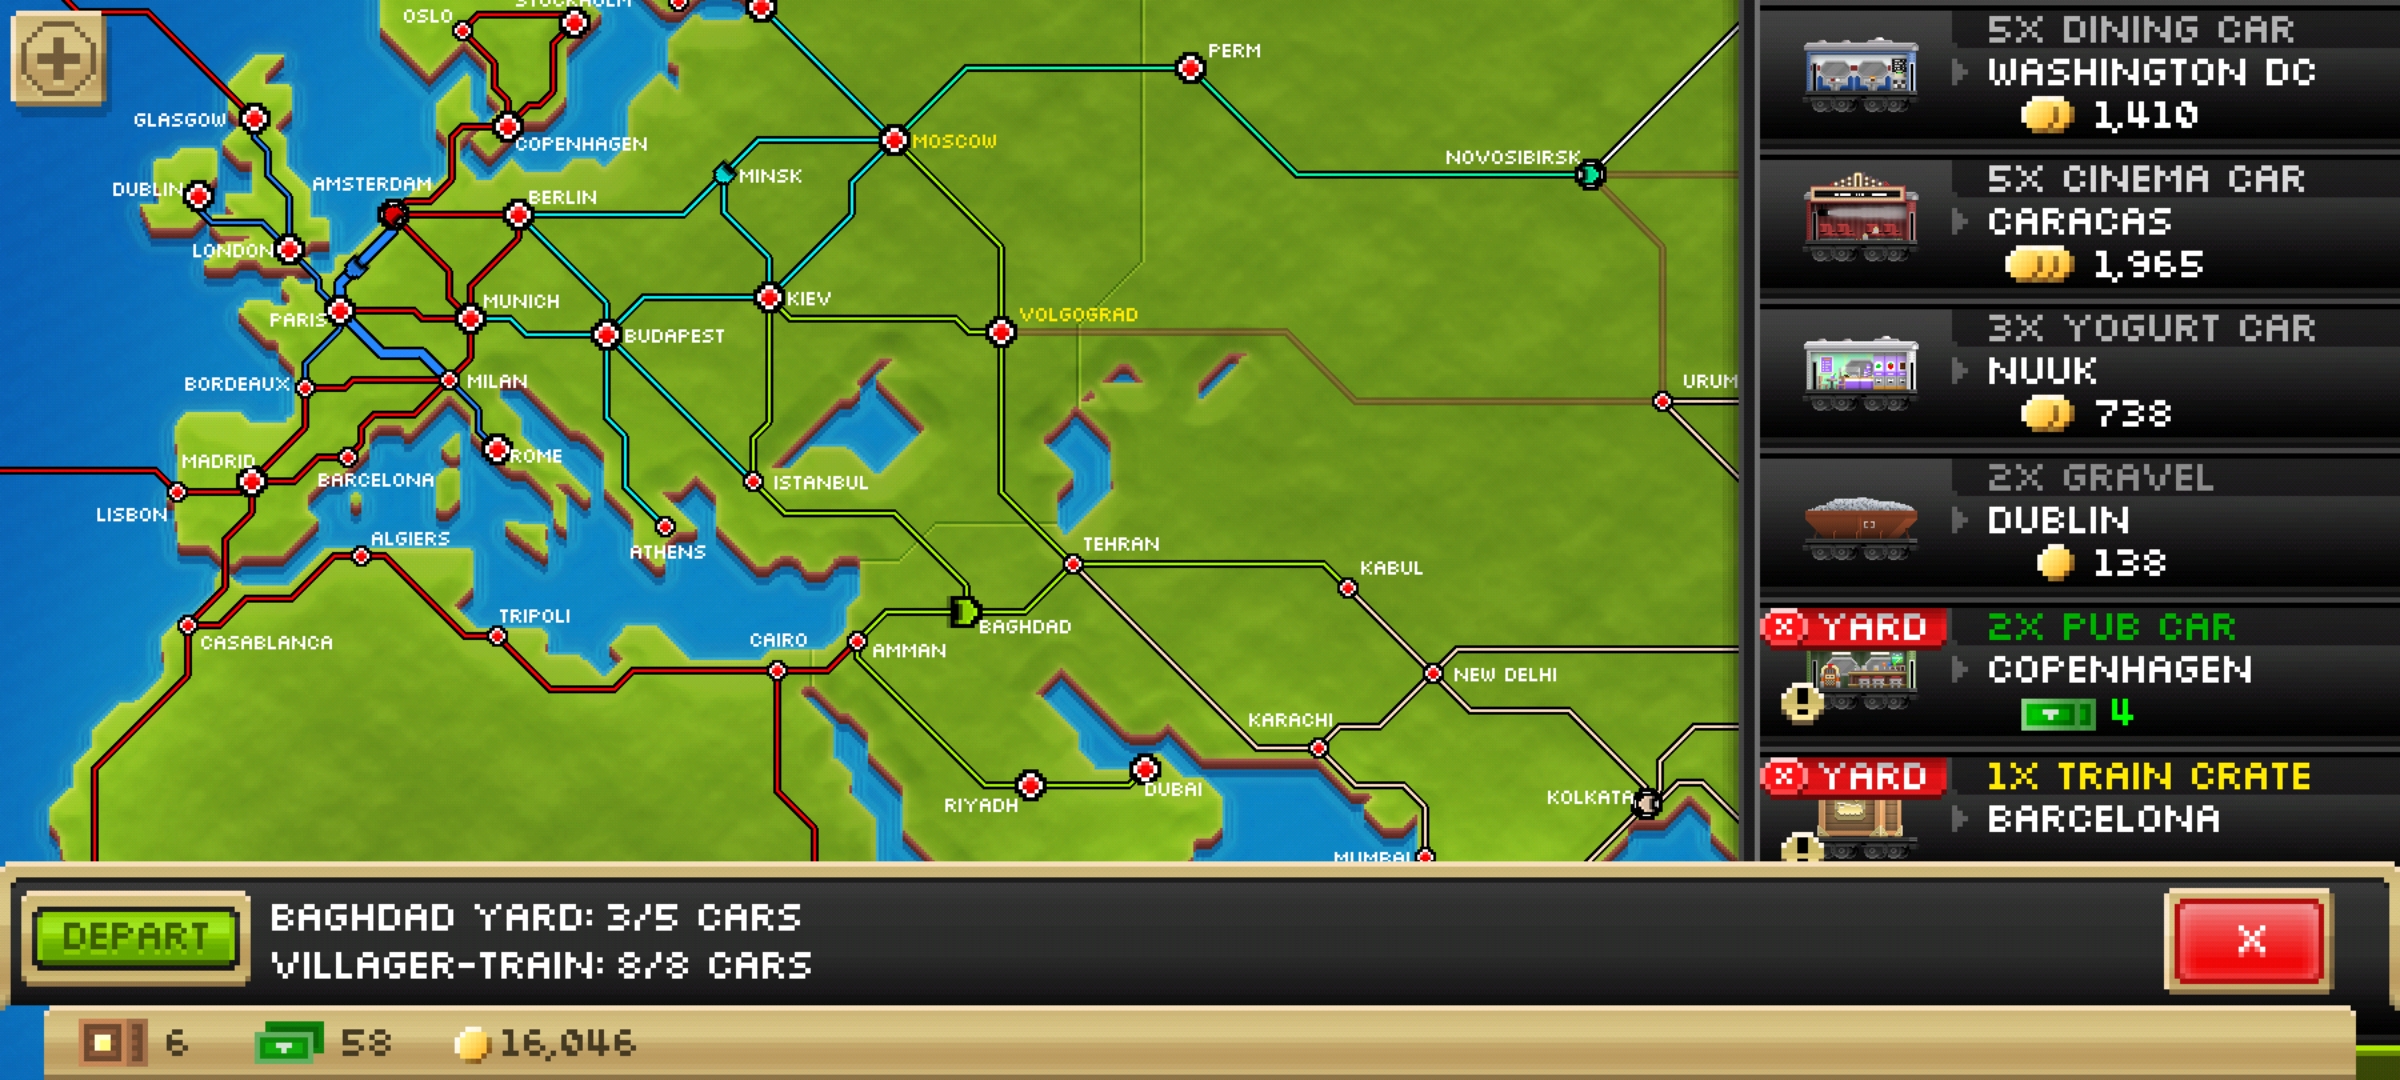 OSLO
STOCKHOLM
PERM
GLASGOW
COPENHAGEN
MOSCOW
NOVOSIBIRSK
MINSK
DUBLIN
AMSTERDAM
BERLIN
LONDON
MUNICH
KIEV
VOLGOGRAD
PARIS
BUDAPEST
BORDEAUX
MILAN
URUM
MADRID
ROME
BARCELONA
ISTANBUL
LISBON
ALGIERS
ATHENS
TEHRAN
KABUL
TRIPOLI
BAGHDAD
CASABLANCA
CAIRO
AMMAN
NEW DELHI
KARACHI
RIYADH
DUBAI
KOLKATA
MUMBAI
5X DINING CAR
WASHINGTON DC
1,410
5X CINEMA CAR
CARACAS
1,965
3X YOGURT CAR
NUUK
738
2X GRAVEL
DUBLIN
138
X YARD
2X PUB CAR
COPENHAGEN
4
X YARD
1X TRAIN CRATE
BARCELONA
DEPART
BAGHDAD YARD: 3/5 CARS
VILLAGER-TRAIN: 8/8 CARS
X
6
58
16,046